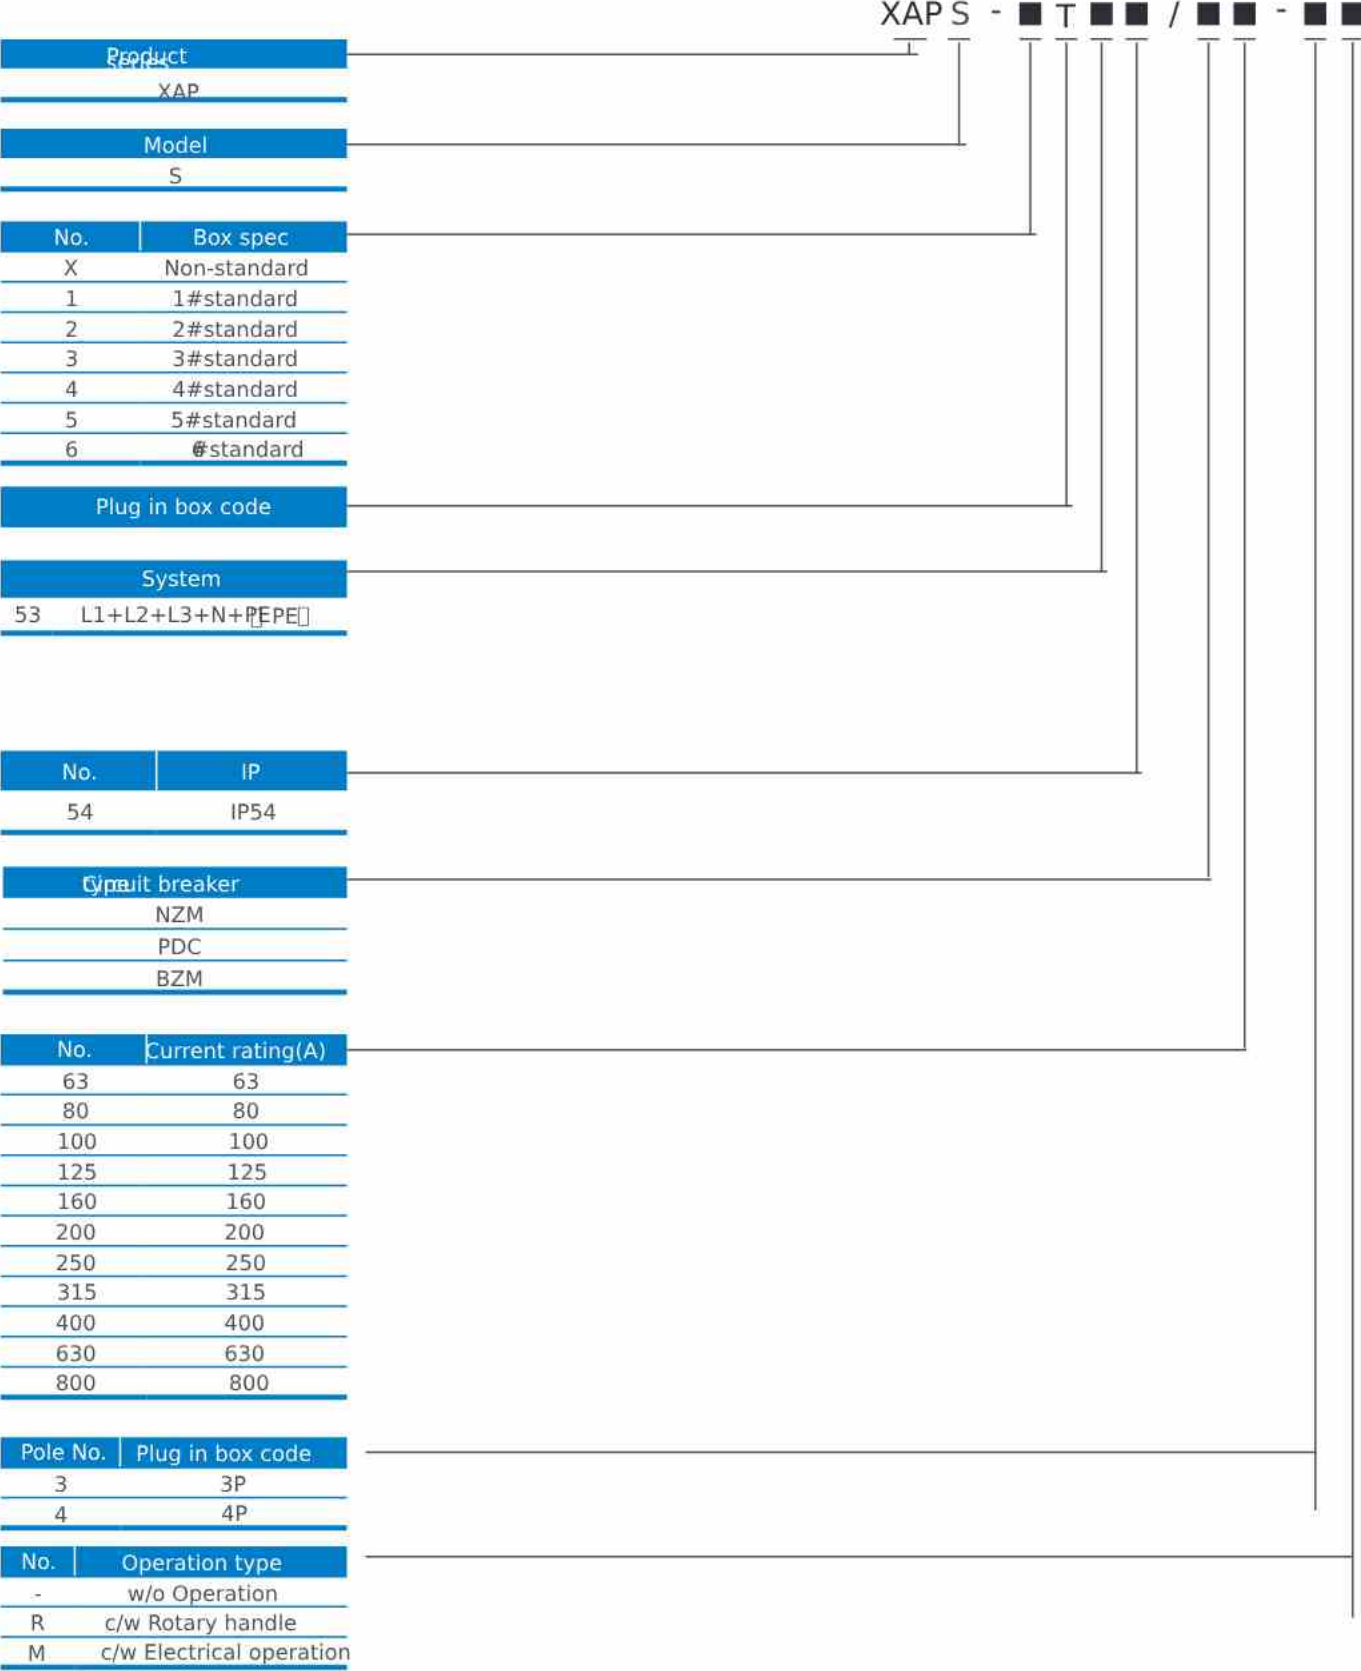 XAP S - ■ T ■ ■ / ■ ■ - ■ ■
Product series
XAP
Model
S
No. Box spec
X Non-standard
1 1#standard
2 2#standard
3 3#standard
4 4#standard
5 5#standard
6 6#standard
Plug in box code
System
53 L1+L2+L3+N+PE PE
No. IP
54 IP54
Circuit breaker type
NZM
PDC
BZM
No. Current rating(A)
63 63
80 80
100 100
125 125
160 160
200 200
250 250
315 315
400 400
630 630
800 800
Pole No. Plug in box code
3 3P
4 4P
No. Operation type
- w/o Operation
R c/w Rotary handle
M c/w Electrical operation